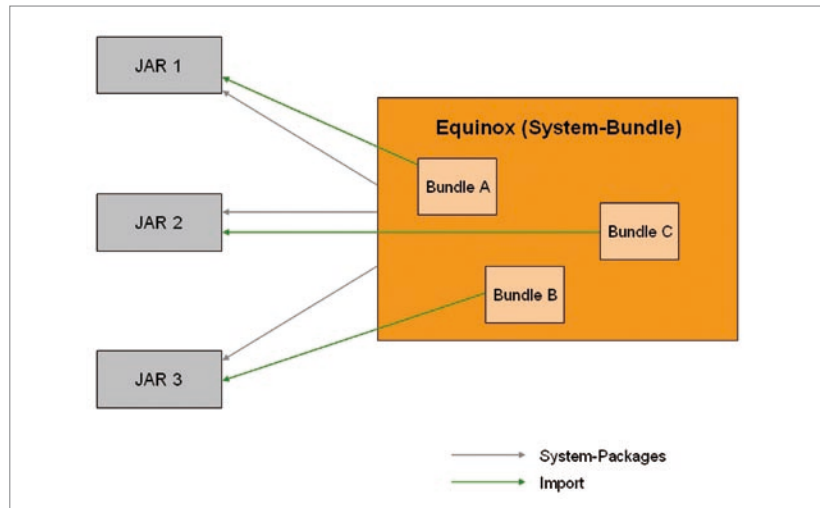 JAR 1
Equinox (System-Bundle)
Bundle A
JAR 2
Bundle C
Bundle B
JAR 3
System-Packages
Import